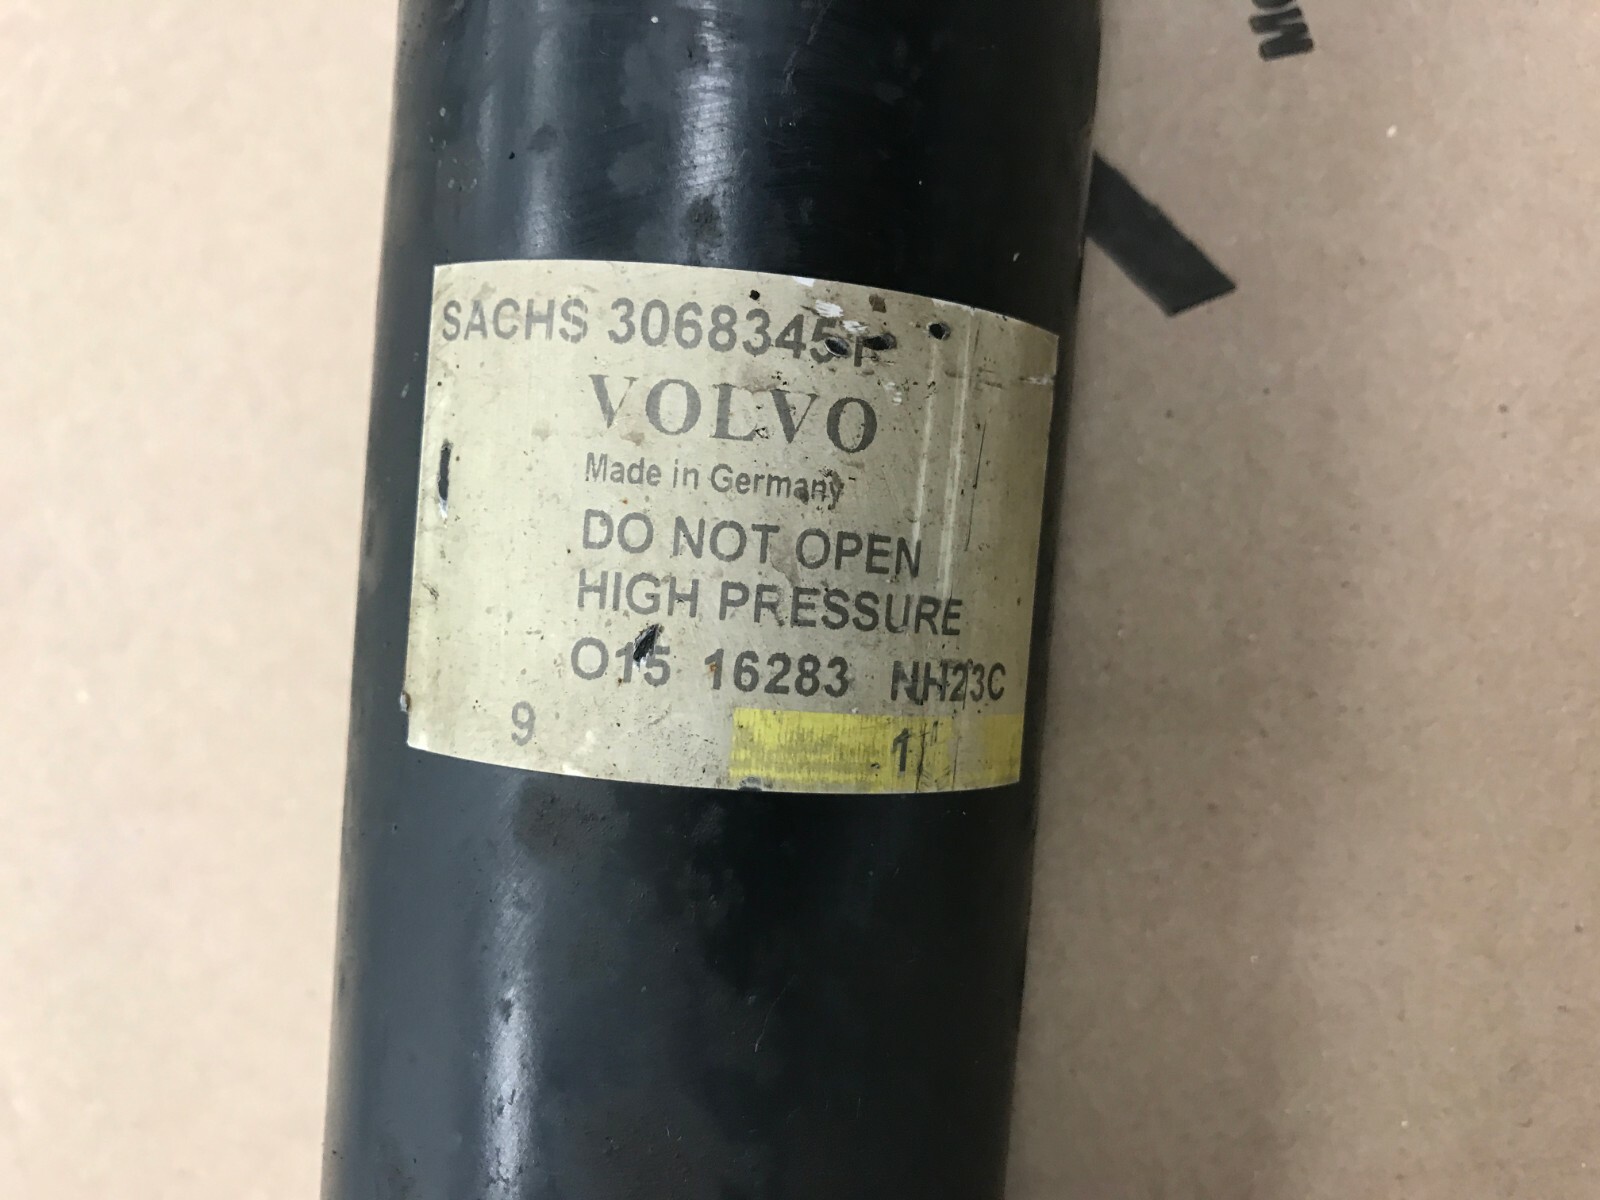 SACHS 3068345
VOLVO
Made in Germany
DO NOT OPEN
HIGH PRESSURE
O15 16283 NH23C
9 1